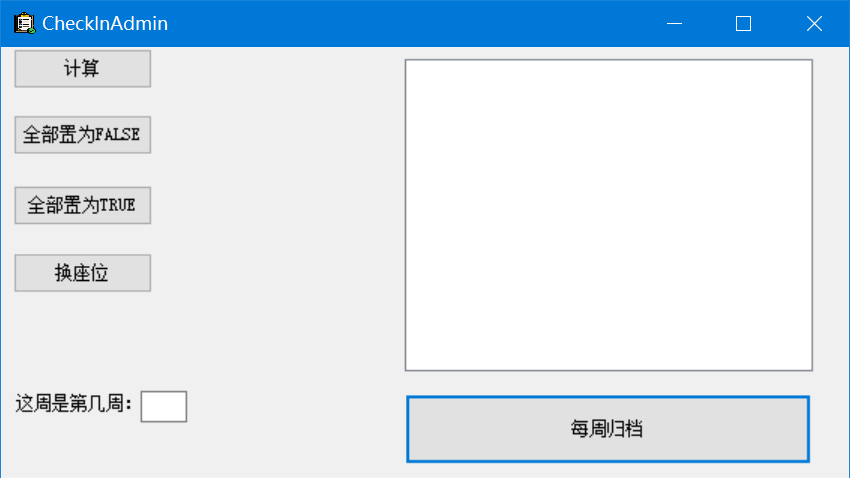 CheckInAdmin
计算
全部置为FALSE
全部置为TRUE
换座位
这周是第几周：
每周归档